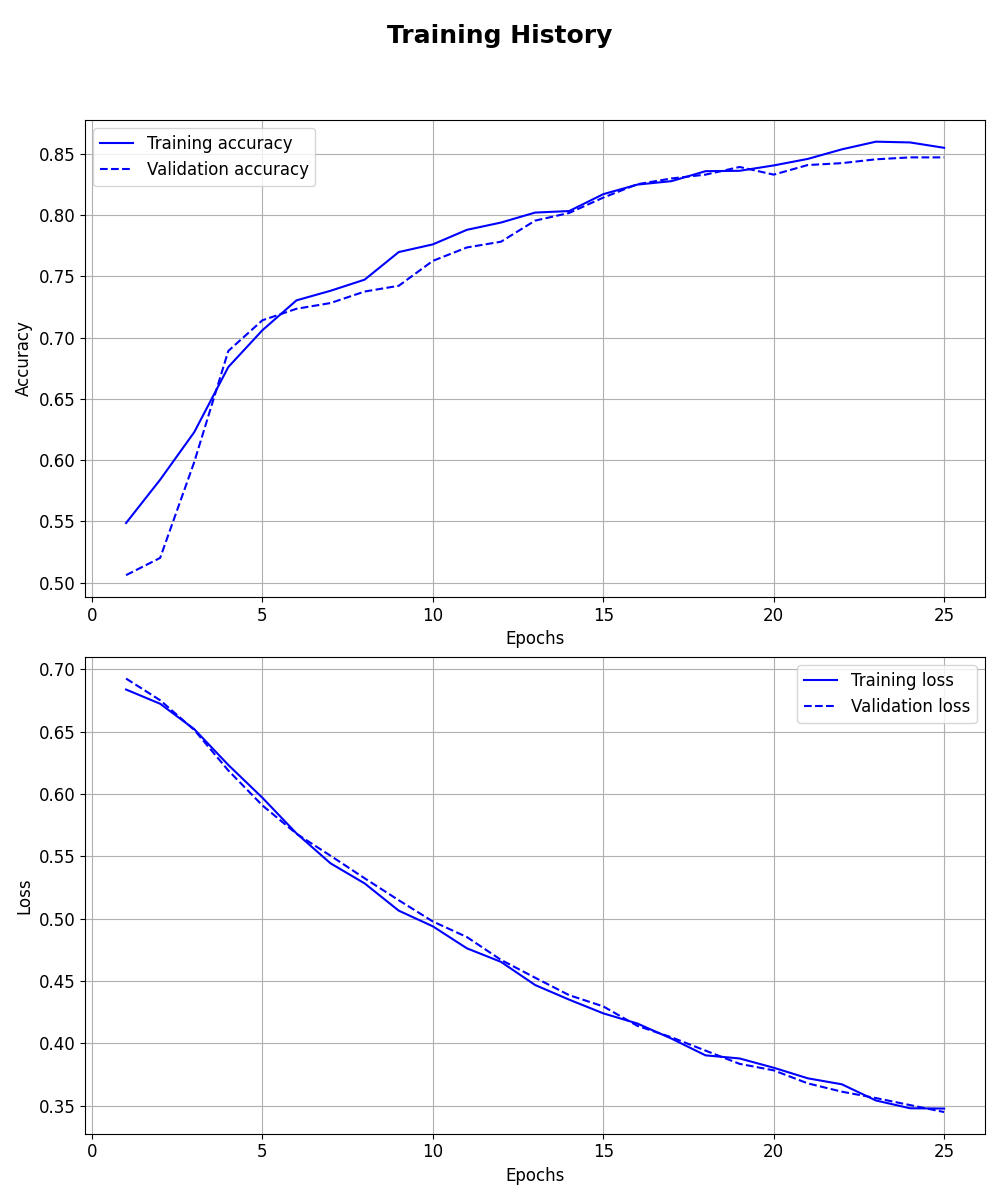 Training History
Training accuracy
Validation accuracy
0.85
0.80
0.75
0.70
0.65
0.60
0.55
0.50
Accuracy
0 5 10 15 20 25
Epochs
Training loss
Validation loss
0.70
0.65
0.60
0.55
0.50
0.45
0.40
0.35
Loss
0 5 10 15 20 25
Epochs